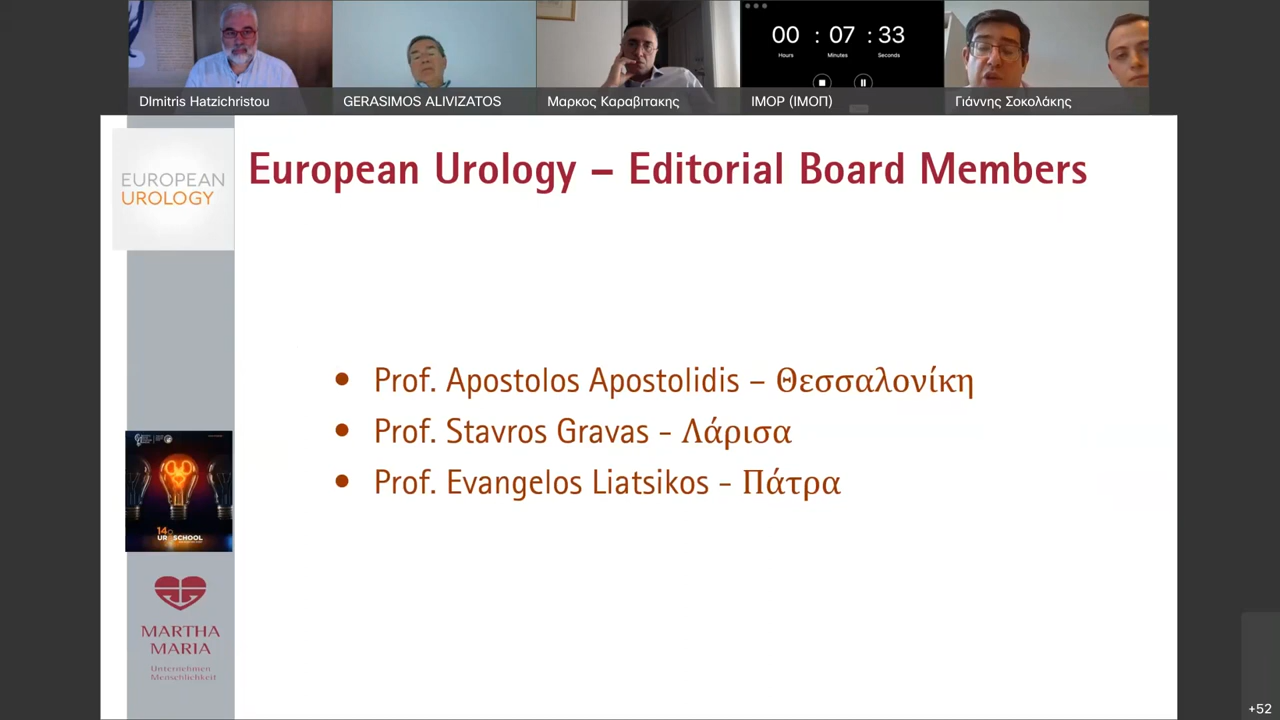 00 : 07 : 33
Hours Minutes Seconds
DImitris Hatzichristou
GERASIMOS ALIVIZATOS
Μαρκος Καραβιτακης
IMOP (ΙΜΟΠ)
Γιάννης Σοκολάκης
EUROPEAN
UROLOGY
European Urology – Editorial Board Members
• Prof. Apostolos Apostolidis – Θεσσαλονίκη
• Prof. Stavros Gravas - Λάρισα
• Prof. Evangelos Liatsikos - Πάτρα
14ο
UROSCHOOL
MARTHA
MARIA
Unternehmen
Menschlichkeit
+52